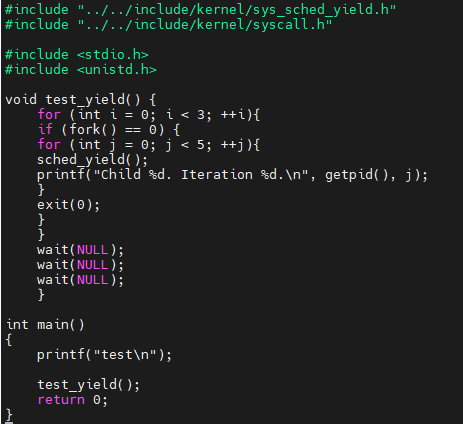 #include "../../include/kernel/sys_sched_yield.h"
#include "../../include/kernel/syscall.h"

#include <stdio.h>
#include <unistd.h>

void test_yield() {
    for (int i = 0; i < 3; ++i){
    if (fork() == 0) {
    for (int j = 0; j < 5; ++j){
    sched_yield();
    printf("Child %d. Iteration %d.\n", getpid(), j);
    }
    exit(0);
    }
    }
    wait(NULL);
    wait(NULL);
    wait(NULL);
    }

int main()
{
    printf("test\n");

    test_yield();
    return 0;
}